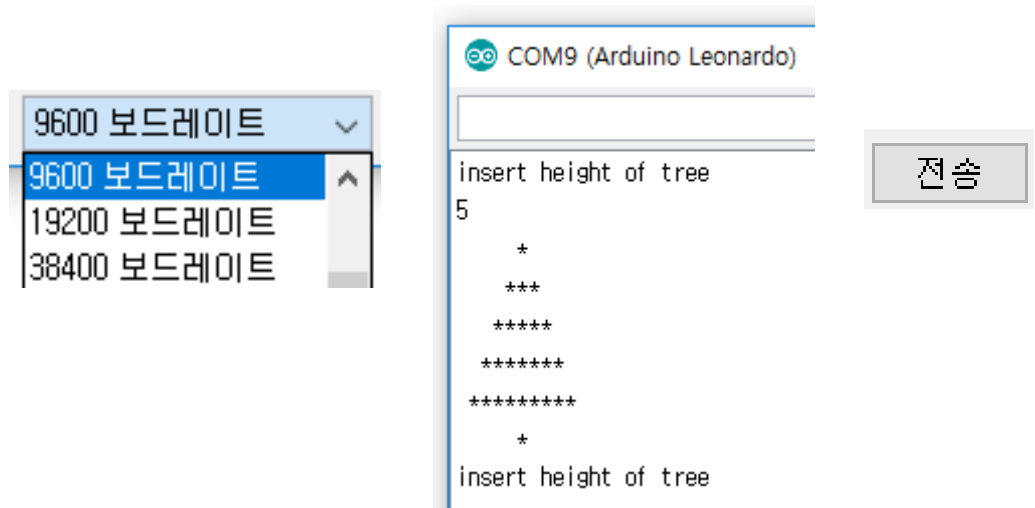 9600 보드레이트
9600 보드레이트
19200 보드레이트
38400 보드레이트
COM9 (Arduino Leonardo)
insert height of tree
5
     *
    ***
   *****
  *******
 *********
     *
insert height of tree
전송